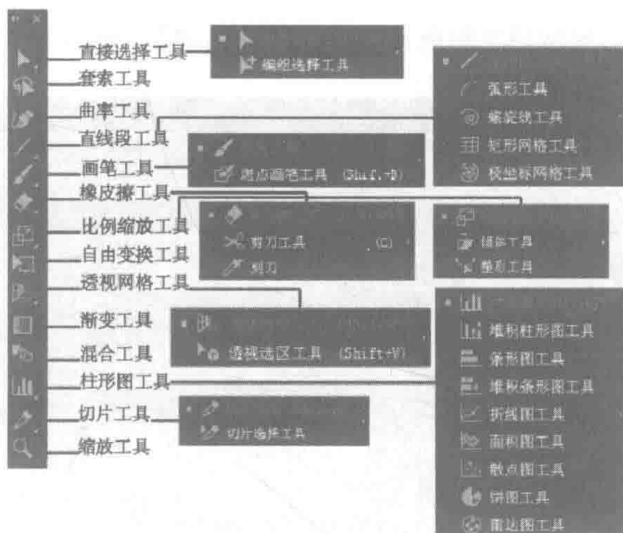 直接选择工具
套索工具
曲率工具
直线段工具
画笔工具
橡皮擦工具
比例缩放工具
自由变换工具
透视网格工具
渐变工具
混合工具
柱形图工具
切片工具
缩放工具
编组选择工具
弧形工具
螺旋线工具
矩形网格工具
极坐标网格工具
斑点画笔工具 (Shift+B)
剪刀工具 (C)
刻刀
倾斜工具
整形工具
透视选区工具 (Shift+V)
堆积柱形图工具
条形图工具
堆积条形图工具
折线图工具
面积图工具
散点图工具
饼图工具
雷达图工具
切片选择工具